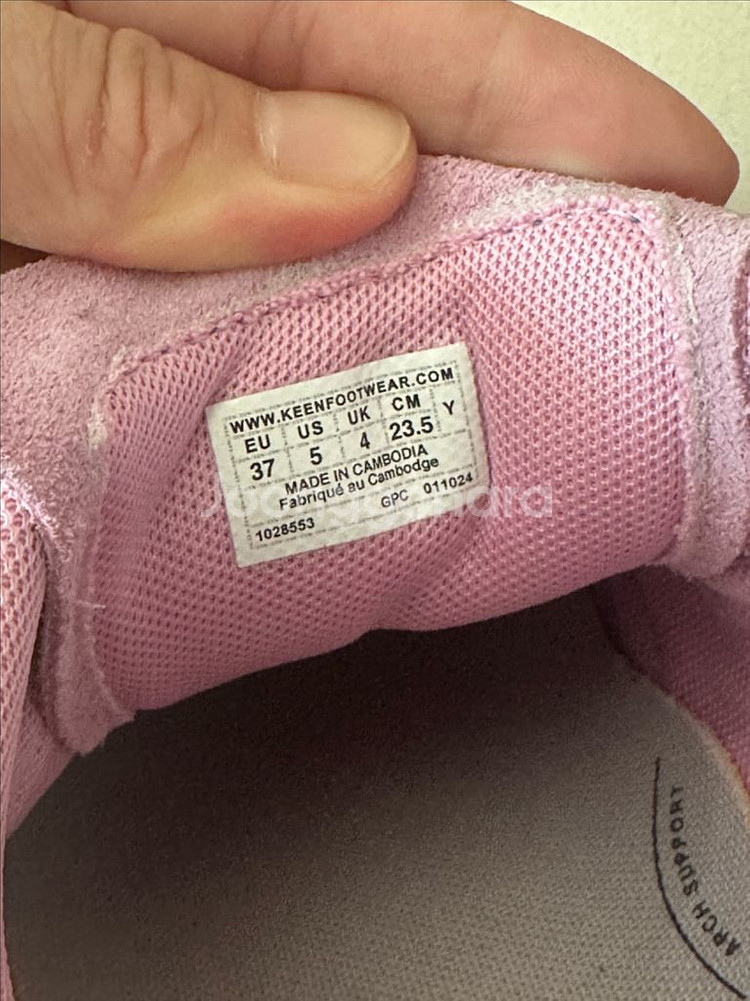 WWW.KEENFOOTWEAR.COM
EU US UK CM Y
37 5 4 23.5
MADE IN CAMBODIA
Fabriqué au Cambodge
1028553 GPC 011024
ARCH SUPPORT